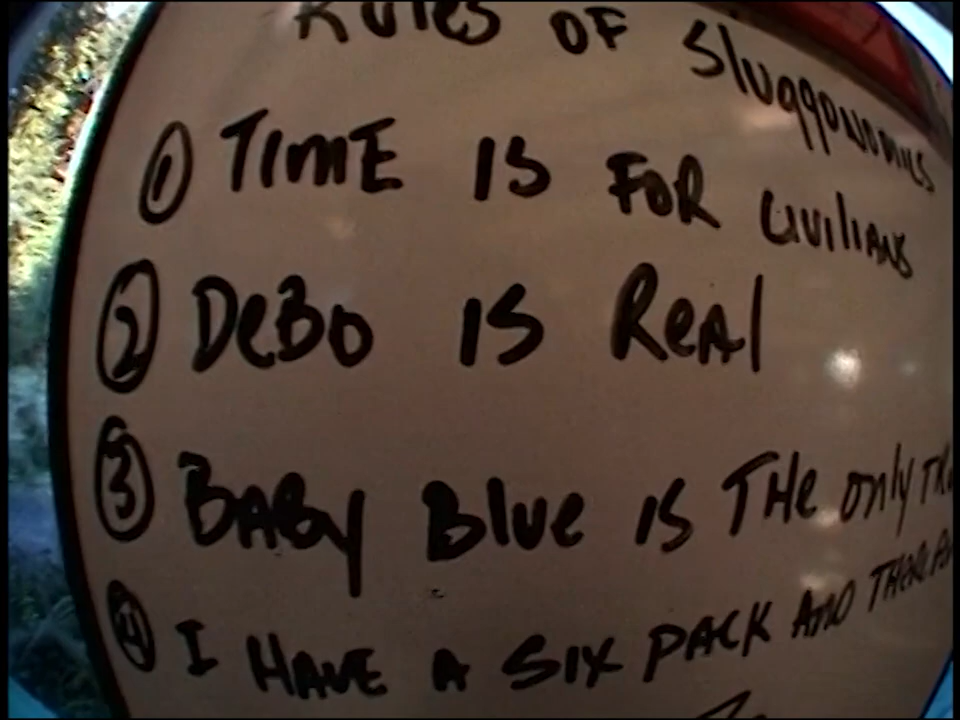 Rules OF Sluggonomics
① TIME IS FOR CIVILIANS
② DeBo IS ReAl
③ BABy Blue IS THe only
④ I HAVE A SIX PACK AND